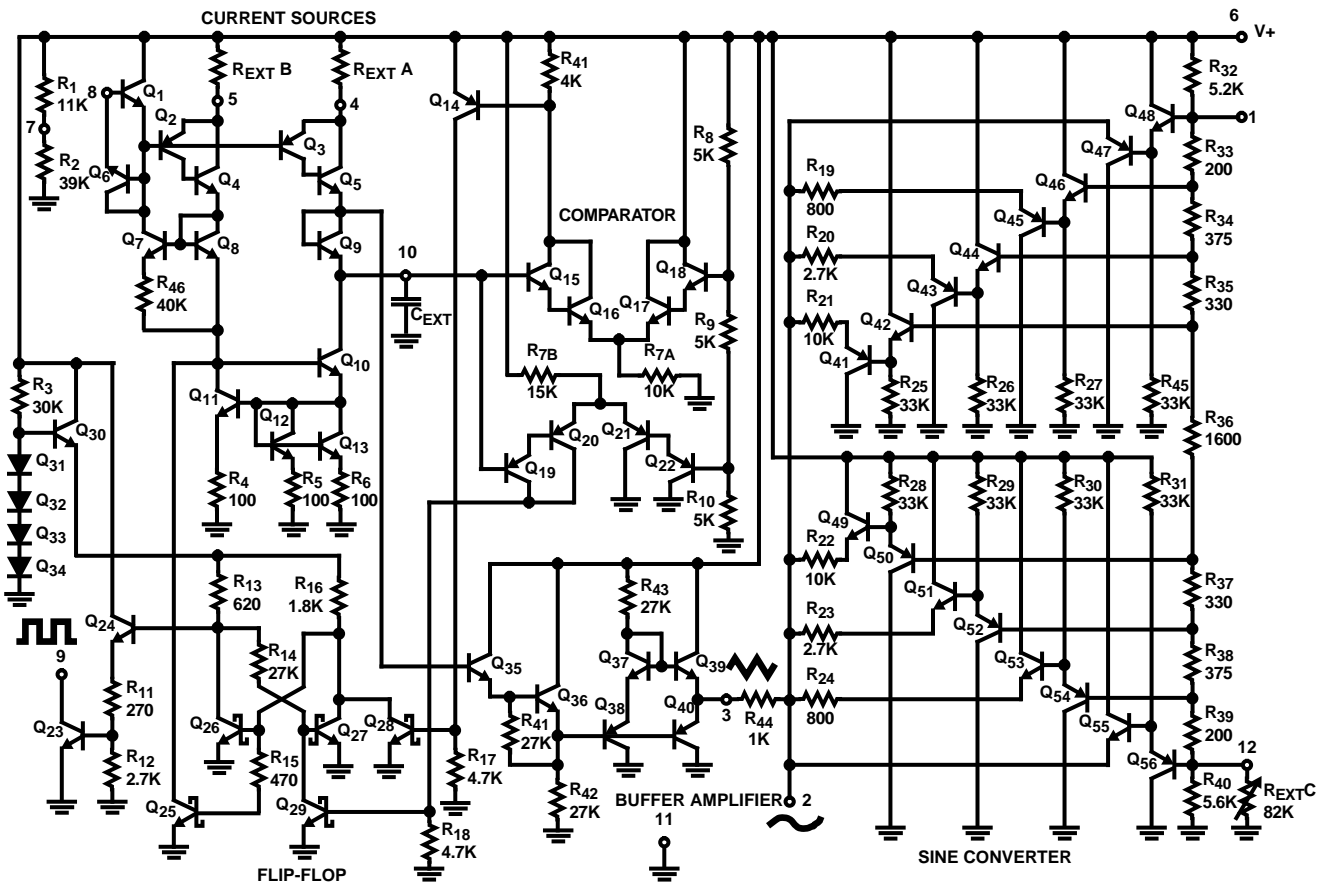 CURRENT SOURCES
6
V+
R1
11K
8
Q1
REXT B
5
REXT A
4
R41
4K
Q14
R32
5.2K
1
7
R2
39K
Q2
Q3
R8
5K
Q48
Q47
R33
200
Q6
Q4
Q5
COMPARATOR
R19
800
Q46
Q45
R34
375
Q7
Q8
Q9
10
R20
2.7K
Q44
Q43
R46
40K
CEXT
Q15
Q16
Q17
Q18
R9
5K
R21
10K
Q42
Q41
R35
330
Q10
R7B
15K
R7A
10K
R3
30K
Q30
Q11
Q12
Q13
R25
33K
R26
33K
R27
33K
R45
33K
R36
1600
Q31
Q32
Q33
Q34
R4
100
R5
100
R6
100
Q19
Q20
Q21
Q22
R10
5K
R28
33K
R29
33K
R30
33K
R31
33K
Q49
Q50
R22
10K
R13
620
R16
1.8K
R43
27K
Q51
Q52
R37
330
Q24
9
R14
27K
Q35
Q36
Q37
Q39
R23
2.7K
Q53
Q54
R38
375
R11
270
Q23
R12
2.7K
Q26
Q27
Q28
R15
470
R17
4.7K
R41
27K
Q38
Q40
3
R44
1K
R24
800
Q55
Q56
R39
200
12
Q25
Q29
R18
4.7K
R42
27K
BUFFER AMPLIFIER
2
11
R40
5.6K
REXTC
82K
FLIP-FLOP
SINE CONVERTER